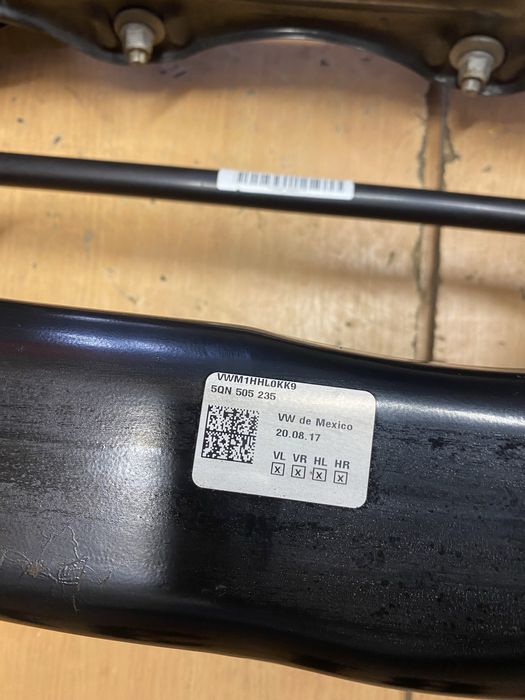 VWM1HHL0KK9
5QN 505 235
VW de Mexico
20.08.17
VL VR HL HR
x x x x